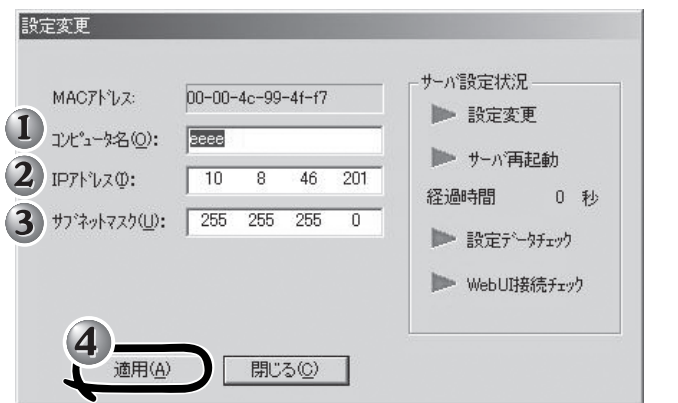 設定変更
MACｱﾄﾞﾚｽ: 00-00-4c-99-4f-f7
1 ｺﾝﾋﾟｭｰﾀ名(O): eeee
2 IPｱﾄﾞﾚｽ(I): 10 8 46 201
3 ｻﾌﾞﾈｯﾄﾏｽｸ(U): 255 255 255 0
4
適用(A) 閉じる(C)
ｻｰﾊﾞ設定状況
設定変更
ｻｰﾊﾞ再起動
経過時間 0 秒
設定ﾃﾞｰﾀﾁｪｯｸ
WebUI接続ﾁｪｯｸ